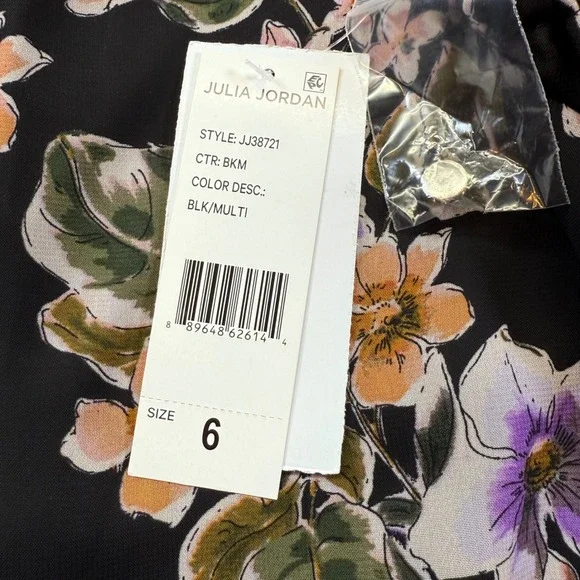 JULIA JORDAN
STYLE: JJ38721
CTR: BKM
COLOR DESC.:
BLK/MULTI
8 89648 62614 4
SIZE 6